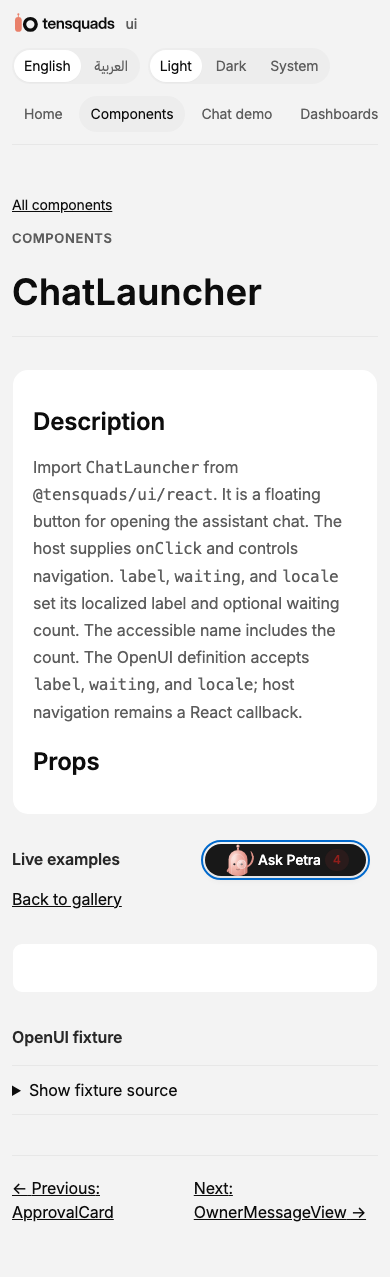 tensquads ui
English العربية Light Dark System
Home Components Chat demo Dashboards
All components
COMPONENTS
ChatLauncher
Description
Import ChatLauncher from
@tensquads/ui/react. It is a floating
button for opening the assistant chat. The
host supplies onClick and controls
navigation. label, waiting, and locale
set its localized label and optional waiting
count. The accessible name includes the
count. The OpenUI definition accepts
label, waiting, and locale; host
navigation remains a React callback.
Props
Live examples
Ask Petra 4
Back to gallery
OpenUI fixture
▶ Show fixture source
← Previous:
ApprovalCard
Next:
OwnerMessageView →